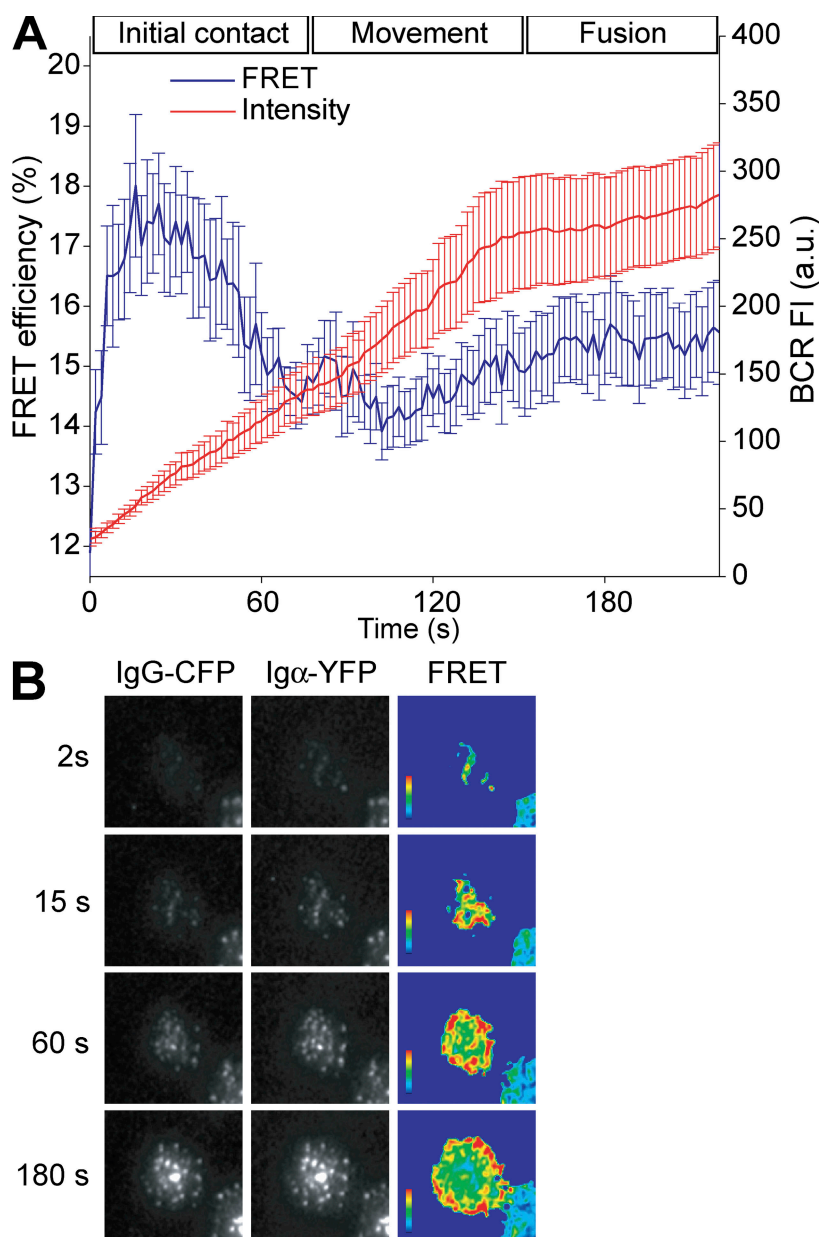 A
Initial contact Movement Fusion
FRET
Intensity
FRET efficiency (%)
20
19
18
17
16
15
14
13
12
BCR FI (a.u.)
400
350
300
250
200
150
100
50
0
0 60 120 180
Time (s)
B
IgG-CFP Igα-YFP FRET
2s
15 s
60 s
180 s